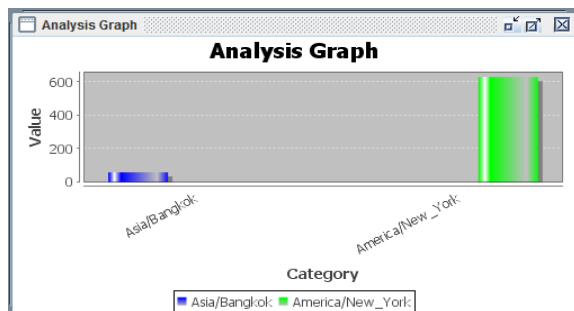 Analysis Graph
Analysis Graph
600
400
200
0
Value
Asia/Bangkok
America/New_York
Category
Asia/Bangkok America/New_York